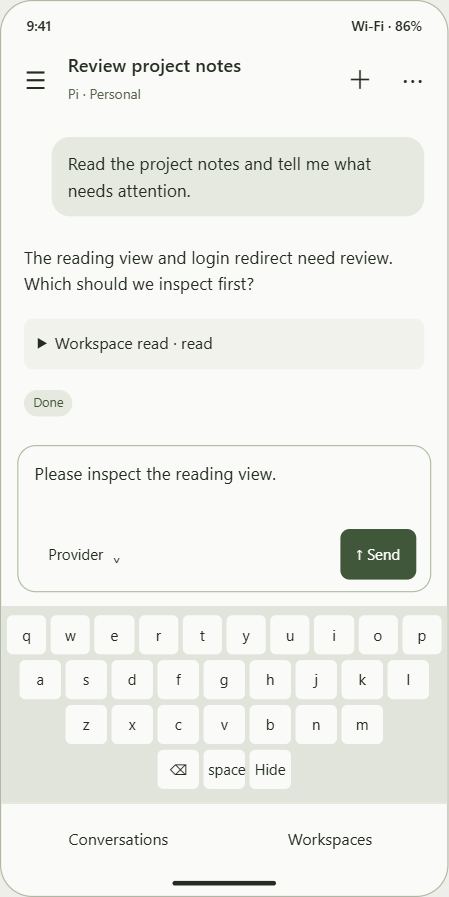 9:41 Wi-Fi · 86%
Review project notes
Pi · Personal
Read the project notes and tell me what
needs attention.
The reading view and login redirect need review.
Which should we inspect first?
▶ Workspace read · read
Done
Please inspect the reading view.
Provider ˬ ↑ Send
q w e r t y u i o p
a s d f g h j k l
z x c v b n m
⌫ space Hide
Conversations Workspaces